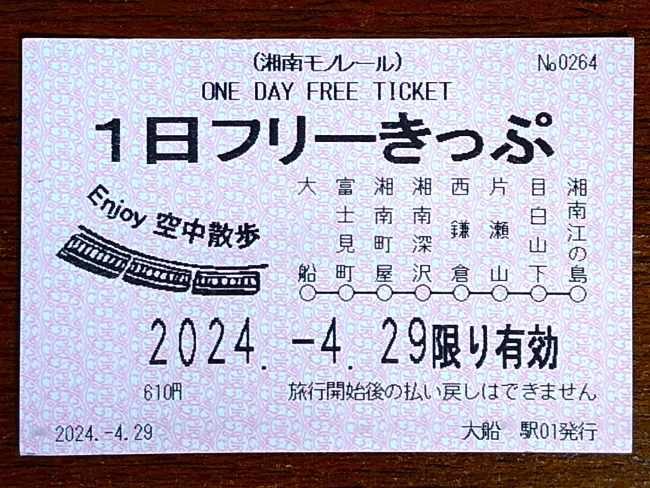 (湘南モノレール)
№0264
ONE DAY FREE TICKET
1日フリーきっぷ
Enjoy 空中散歩
大船
富士見町
湘南町屋
湘南深沢
西鎌倉
片瀬山
目白山下
湘南江の島
2024.-4.29限り有効
610円
旅行開始後の払い戻しはできません
2024.-4.29
大船 駅01発行